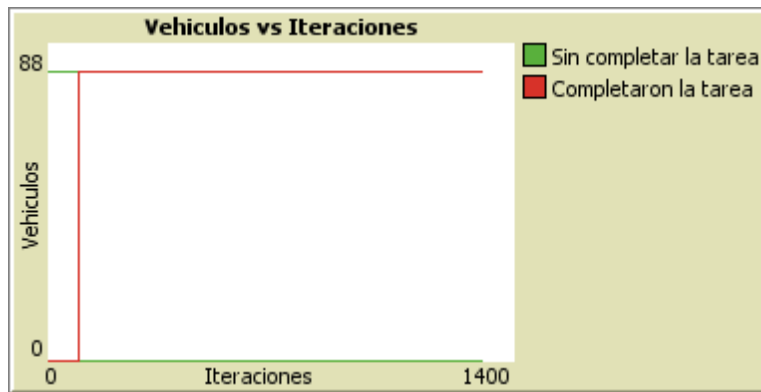 Vehiculos vs Iteraciones
88
Vehiculos
0
0
Iteraciones
1400
Sin completar la tarea
Completaron la tarea